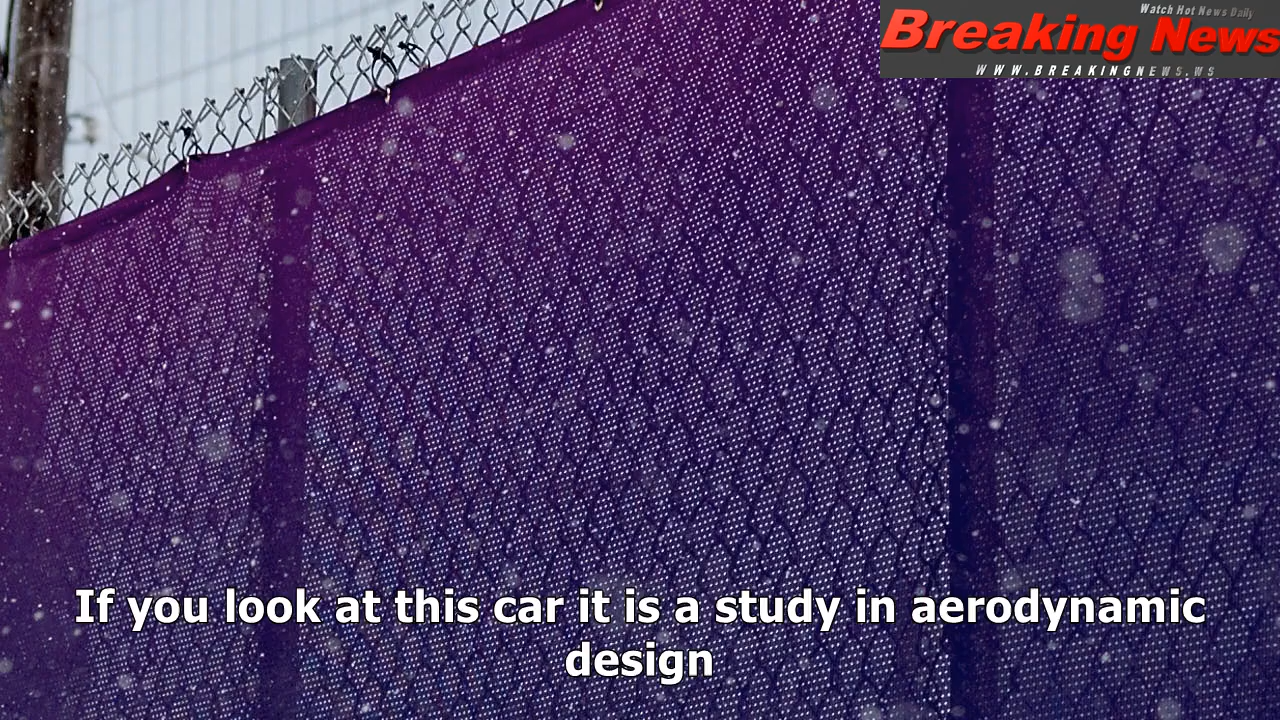 Watch Hot News Daily
Breaking News
WWW.BREAKINGNEWS.WS
If you look at this car it is a study in aerodynamic
design